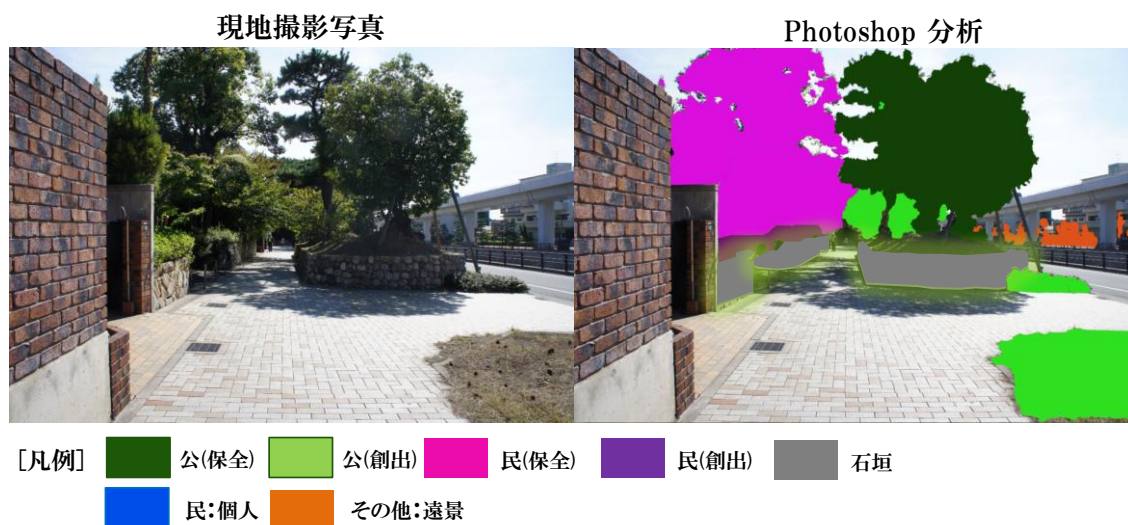 現地撮影写真
Photoshop 分析
[凡例] 公(保全) 公(創出) 民(保全) 民(創出) 石垣
民:個人 その他:遠景